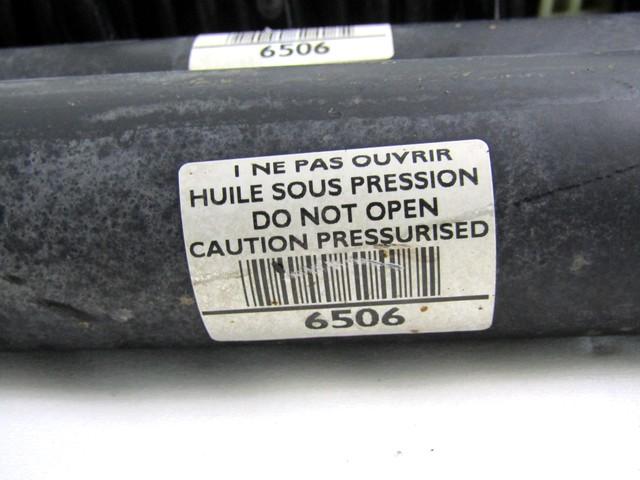 6506
I NE PAS OUVRIR
HUILE SOUS PRESSION
DO NOT OPEN
CAUTION PRESSURISED
6506